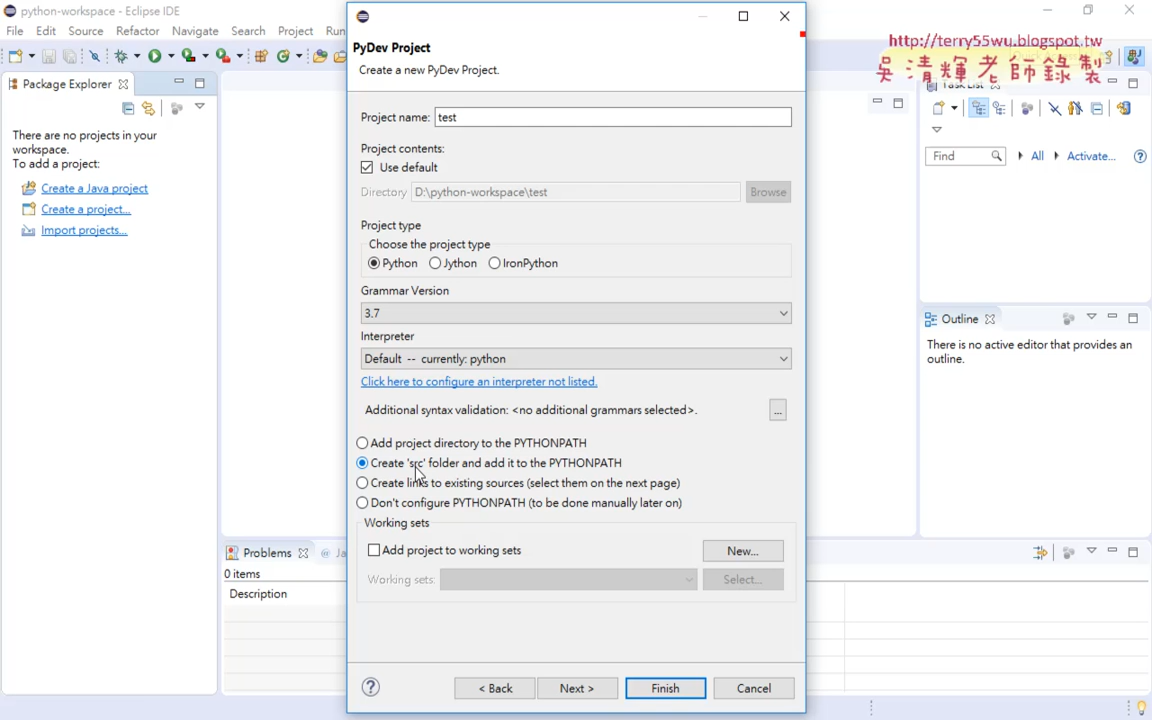 python-workspace - Eclipse IDE
File Edit Source Refactor Navigate Search Project Run
http://terry55wu.blogspot.tw
吳清輝老師錄製
Package Explorer
There are no projects in your
workspace.
To add a project:
Create a Java project
Create a project...
Import projects...
PyDev Project
Create a new PyDev Project.
Project name: test
Project contents:
Use default
Directory D:\python-workspace\test Browse
Project type
Choose the project type
Python Jython IronPython
Grammar Version
3.7
Interpreter
Default -- currently: python
Click here to configure an interpreter not listed.
Additional syntax validation: <no additional grammars selected>. ...
Add project directory to the PYTHONPATH
Create 'src' folder and add it to the PYTHONPATH
Create links to existing sources (select them on the next page)
Don't configure PYTHONPATH (to be done manually later on)
Working sets
Add project to working sets New...
Working sets: Select...
? < Back Next > Finish Cancel
Task List
Find All Activate... ?
Outline
There is no active editor that provides an
outline.
Problems @ Ja
0 items
Description